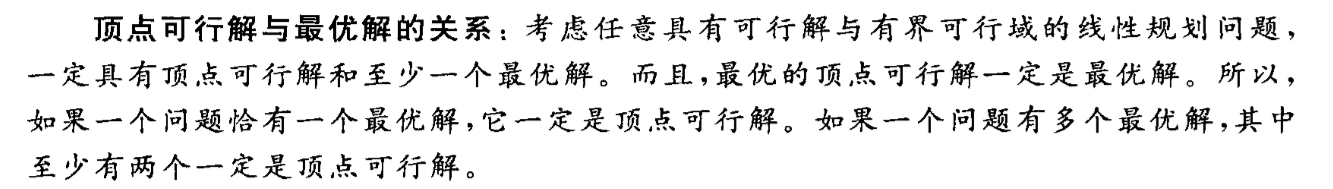 顶点可行解与最优解的关系：考虑任意具有可行解与有界可行域的线性规划问题，
一定具有顶点可行解和至少一个最优解。而且，最优的顶点可行解一定是最优解。所以，
如果一个问题恰有一个最优解，它一定是顶点可行解。如果一个问题有多个最优解，其中
至少有两个一定是顶点可行解。